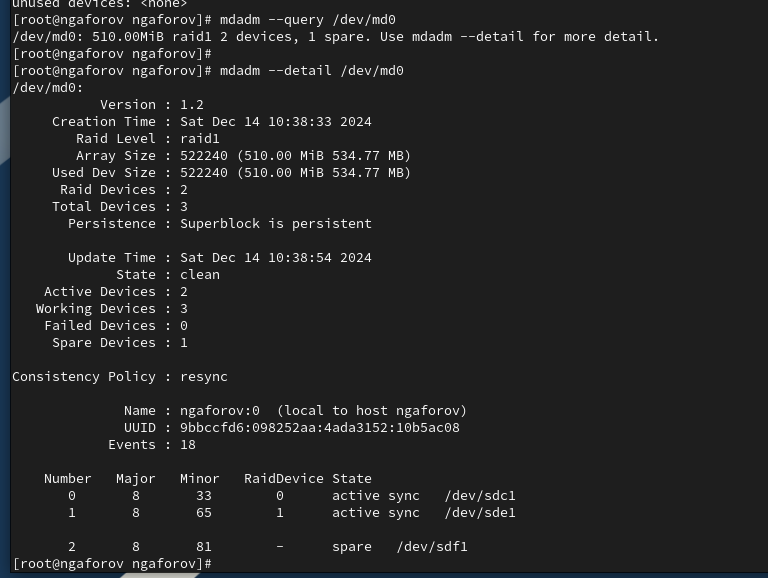 unused devices: <none>
[root@ngaforov ngaforov]# mdadm --query /dev/md0
/dev/md0: 510.00MiB raid1 2 devices, 1 spare. Use mdadm --detail for more detail.
[root@ngaforov ngaforov]#
[root@ngaforov ngaforov]# mdadm --detail /dev/md0
/dev/md0:
           Version : 1.2
     Creation Time : Sat Dec 14 10:38:33 2024
        Raid Level : raid1
        Array Size : 522240 (510.00 MiB 534.77 MB)
     Used Dev Size : 522240 (510.00 MiB 534.77 MB)
      Raid Devices : 2
     Total Devices : 3
       Persistence : Superblock is persistent

       Update Time : Sat Dec 14 10:38:54 2024
             State : clean
    Active Devices : 2
   Working Devices : 3
    Failed Devices : 0
     Spare Devices : 1

Consistency Policy : resync

              Name : ngaforov:0  (local to host ngaforov)
              UUID : 9bbccfd6:098252aa:4ada3152:10b5ac08
            Events : 18

    Number   Major   Minor   RaidDevice State
       0       8       33        0      active sync   /dev/sdc1
       1       8       65        1      active sync   /dev/sde1

       2       8       81        -      spare   /dev/sdf1
[root@ngaforov ngaforov]#